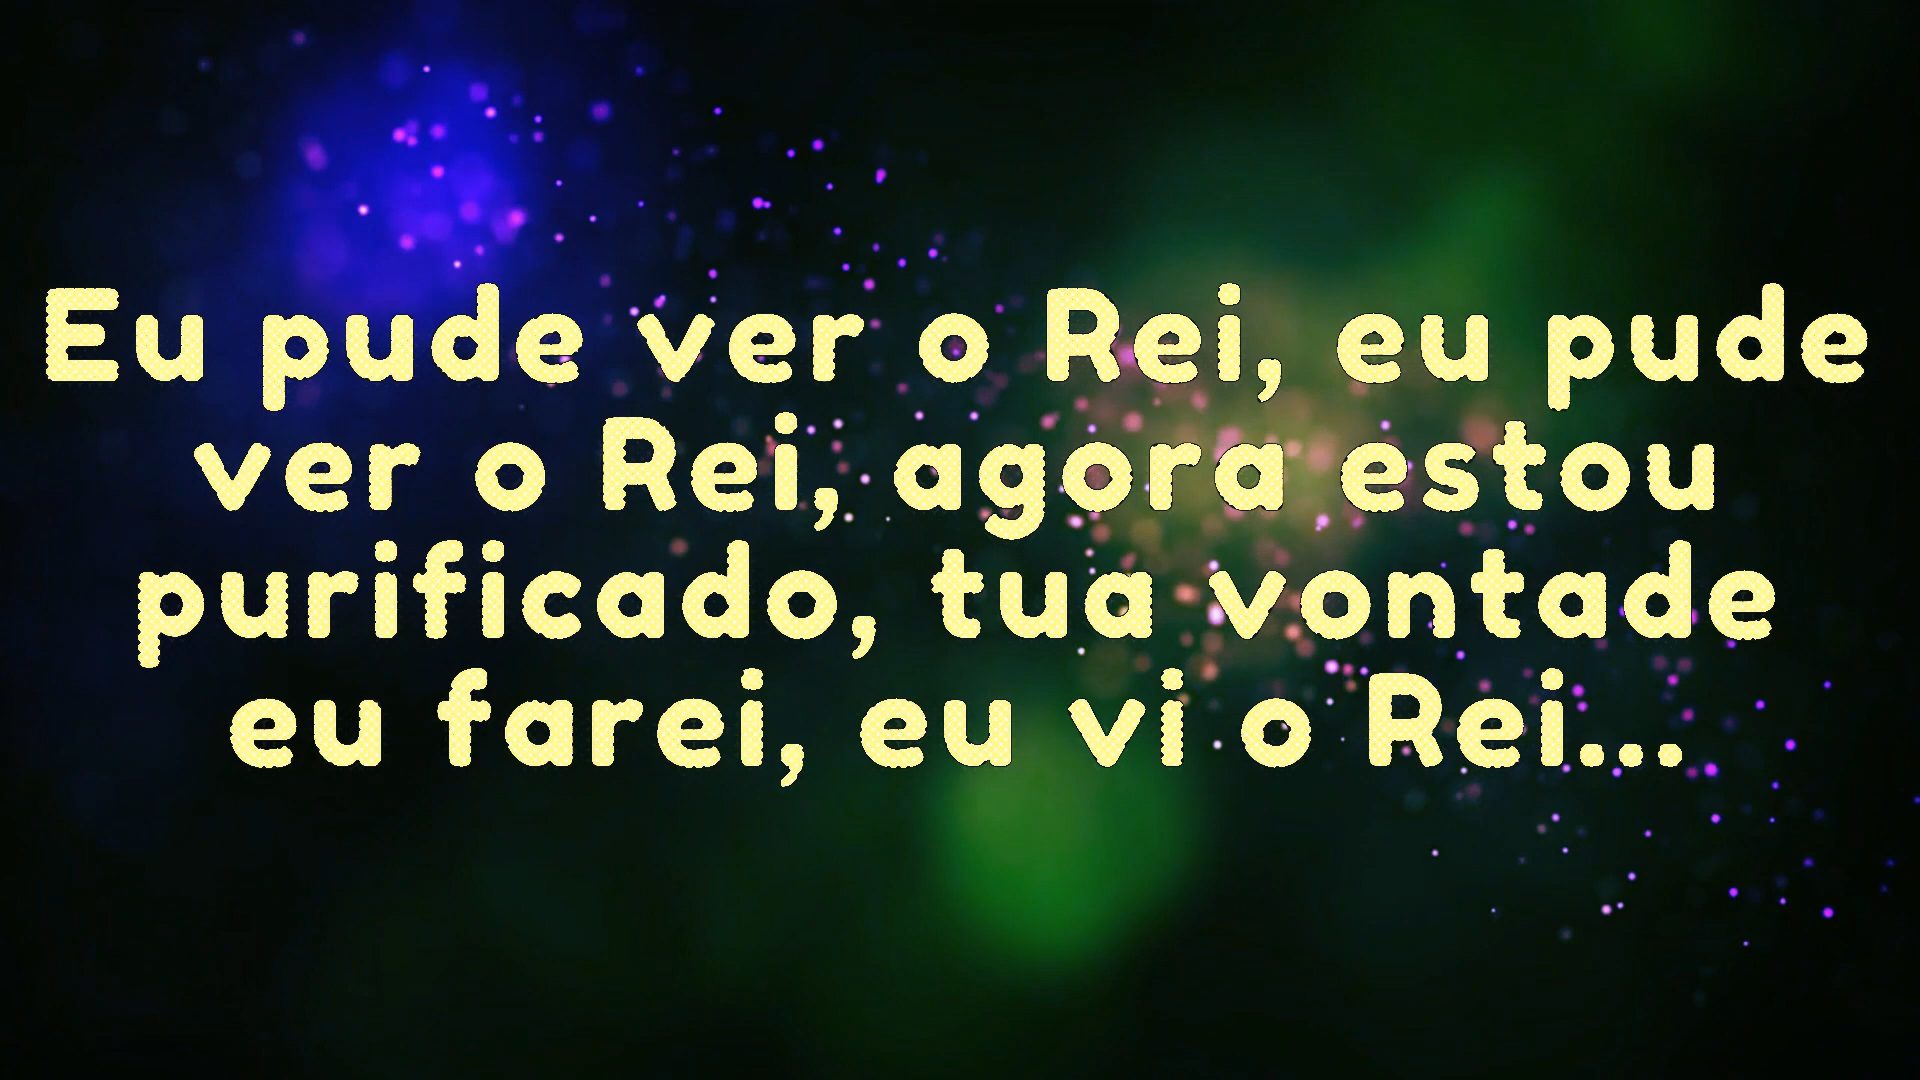 Eu pude ver o Rei, eu pude
ver o Rei, agora estou
purificado, tua vontade
eu farei, eu vi o Rei...